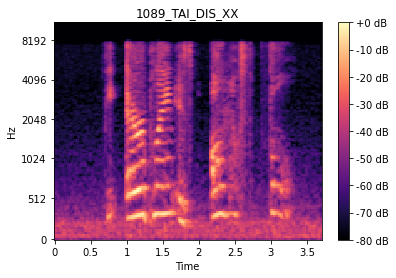 1089_TAI_DIS_XX
+0 dB
8192
-10 dB
4096
-20 dB
-30 dB
2048
Hz
-40 dB
1024
-50 dB
512
-60 dB
-70 dB
0
-80 dB
0 0.5 1 1.5 2 2.5 3 3.5
Time